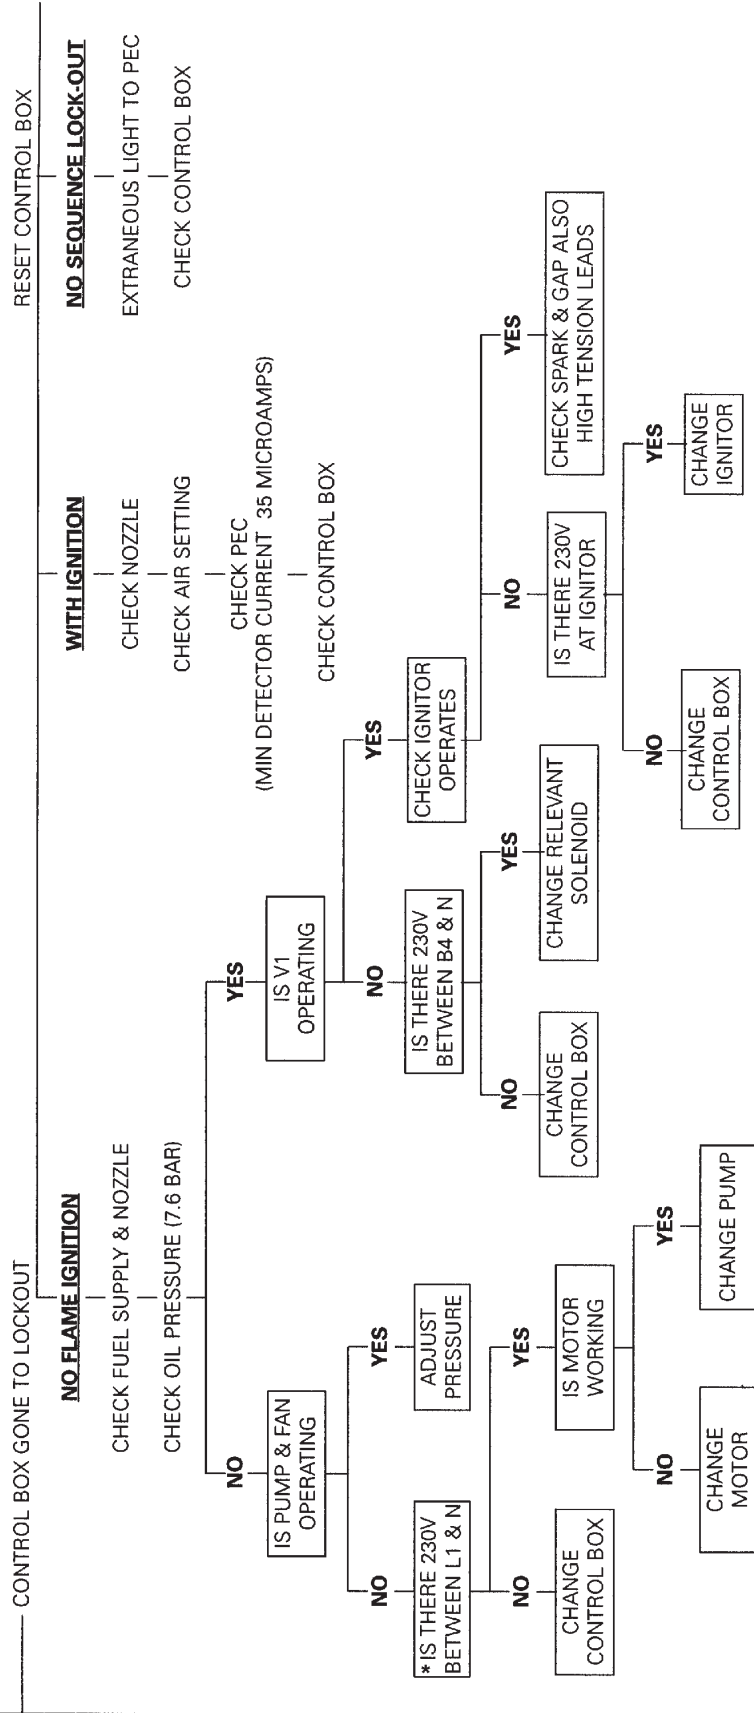 CONTROL BOX GONE TO LOCKOUT
RESET CONTROL BOX
NO FLAME IGNITION
CHECK FUEL SUPPLY & NOZZLE
CHECK OIL PRESSURE (7.6 BAR)
NO
YES
IS PUMP & FAN
OPERATING
NO
YES
*IS THERE 230V
BETWEEN L1 & N
ADJUST
PRESSURE
NO
YES
CHANGE
CONTROL BOX
IS MOTOR
WORKING
NO
YES
CHANGE
MOTOR
CHANGE PUMP
IS V1
OPERATING
NO
YES
IS THERE 230V
BETWEEN B4 & N
NO
YES
CHANGE
CONTROL BOX
CHANGE RELEVANT
SOLENOID
CHECK IGNITOR
OPERATES
NO
YES
IS THERE 230V
AT IGNITOR
CHECK SPARK & GAP ALSO
HIGH TENSION LEADS
NO
YES
CHANGE
CONTROL BOX
CHANGE
IGNITOR
WITH IGNITION
CHECK NOZZLE
CHECK AIR SETTING
CHECK PEC
(MIN DETECTOR CURRENT 35 MICROAMPS)
CHECK CONTROL BOX
NO SEQUENCE LOCK-OUT
EXTRANEOUS LIGHT TO PEC
CHECK CONTROL BOX